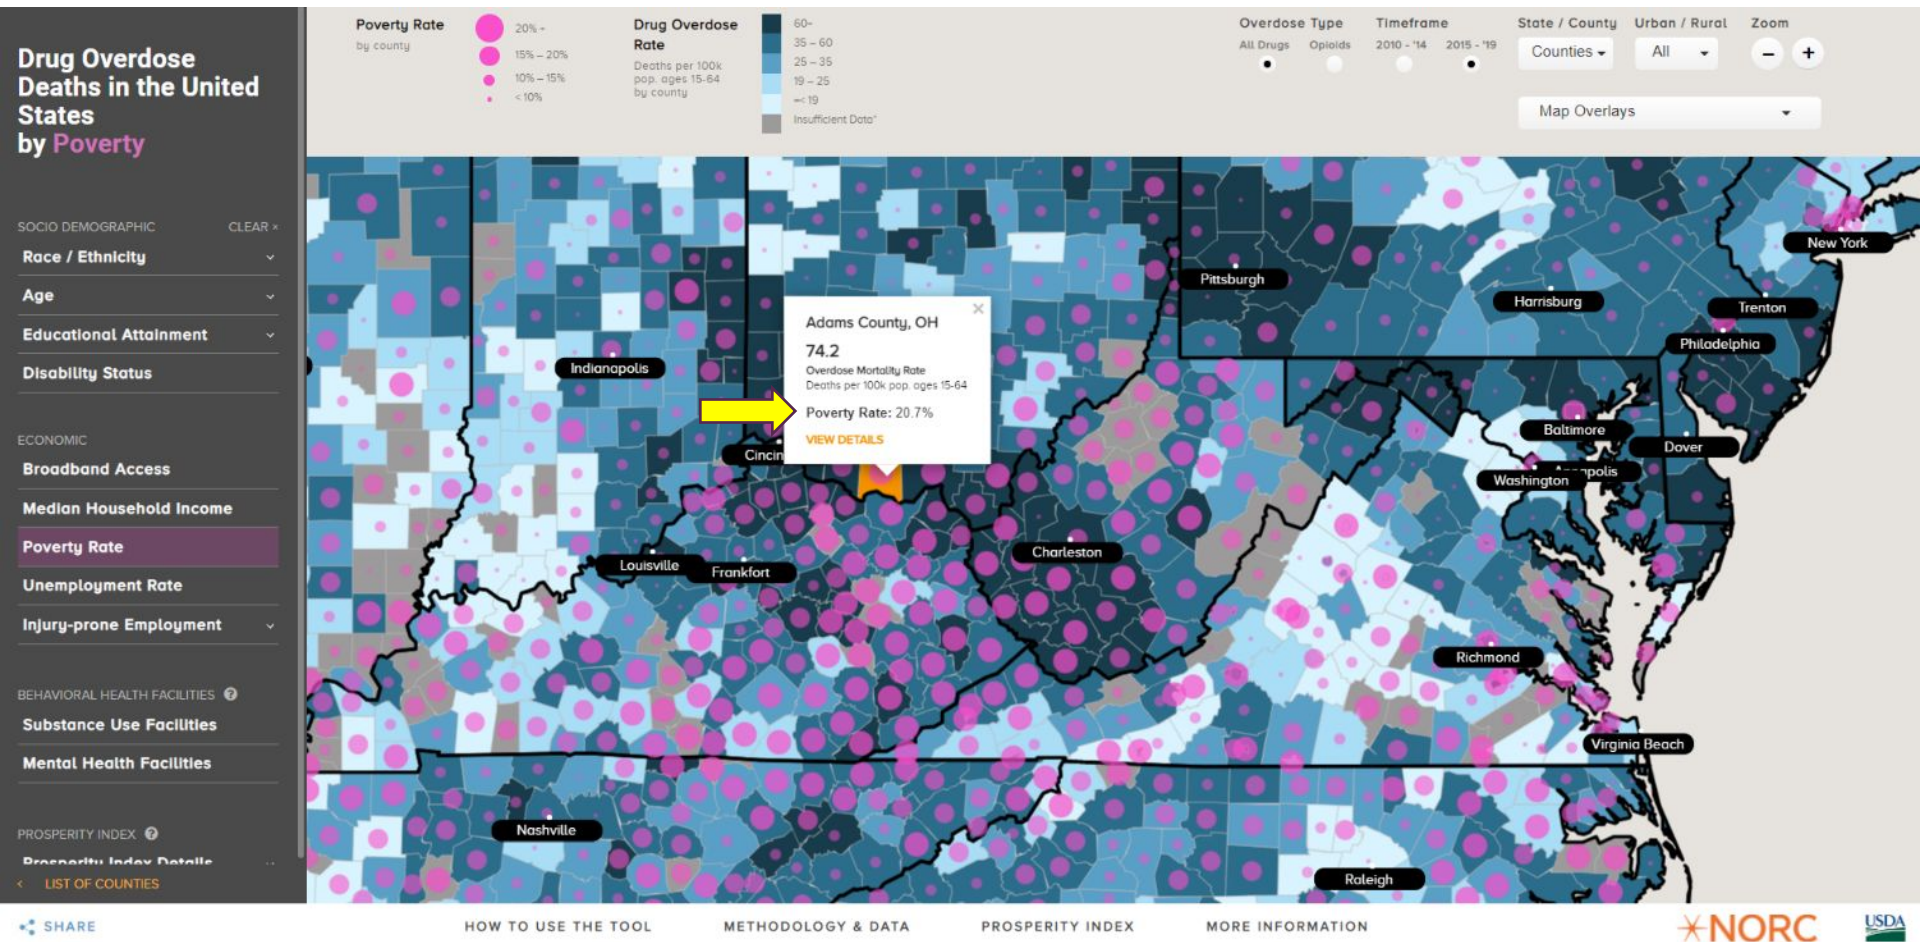 Drug Overdose
Deaths in the United
States
by Poverty
SOCIO DEMOGRAPHIC
CLEAR ×
Race / Ethnicity
Age
Educational Attainment
Disability Status
ECONOMIC
Broadband Access
Median Household Income
Poverty Rate
Unemployment Rate
Injury-prone Employment
BEHAVIORAL HEALTH FACILITIES ?
Substance Use Facilities
Mental Health Facilities
PROSPERITY INDEX ?
Prosperity Index Details
< LIST OF COUNTIES
Poverty Rate
by county
20% -
15% – 20%
10% – 15%
< 10%
Drug Overdose
Rate
Deaths per 100k
pop. ages 15-64
by county
60-
35 – 60
25 – 35
19 – 25
=< 19
Insufficient Data*
Overdose Type
All Drugs
Opioids
Timeframe
2010 - '14
2015 - '19
State / County
Counties
Urban / Rural
All
Zoom
–
+
Map Overlays
New York
Pittsburgh
Harrisburg
Trenton
Philadelphia
Indianapolis
Adams County, OH
×
74.2
Overdose Mortality Rate
Deaths per 100k pop. ages 15-64
Poverty Rate: 20.7%
VIEW DETAILS
Cincin
Baltimore
Dover
Washington
polis
Charleston
Louisville
Frankfort
Richmond
Virginia Beach
Nashville
Raleigh
SHARE
HOW TO USE THE TOOL
METHODOLOGY & DATA
PROSPERITY INDEX
MORE INFORMATION
NORC
USDA